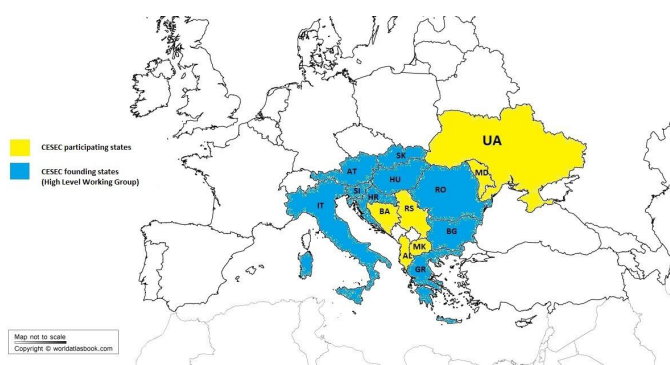 CESEC participating states
CESEC founding states
(High Level Working Group)
UA
SK
MD
AT
HU
RO
SI
HR
IT
BA
RS
BG
MK
AL
GR
Map not to scale
Copyright © worldatlasbook.com